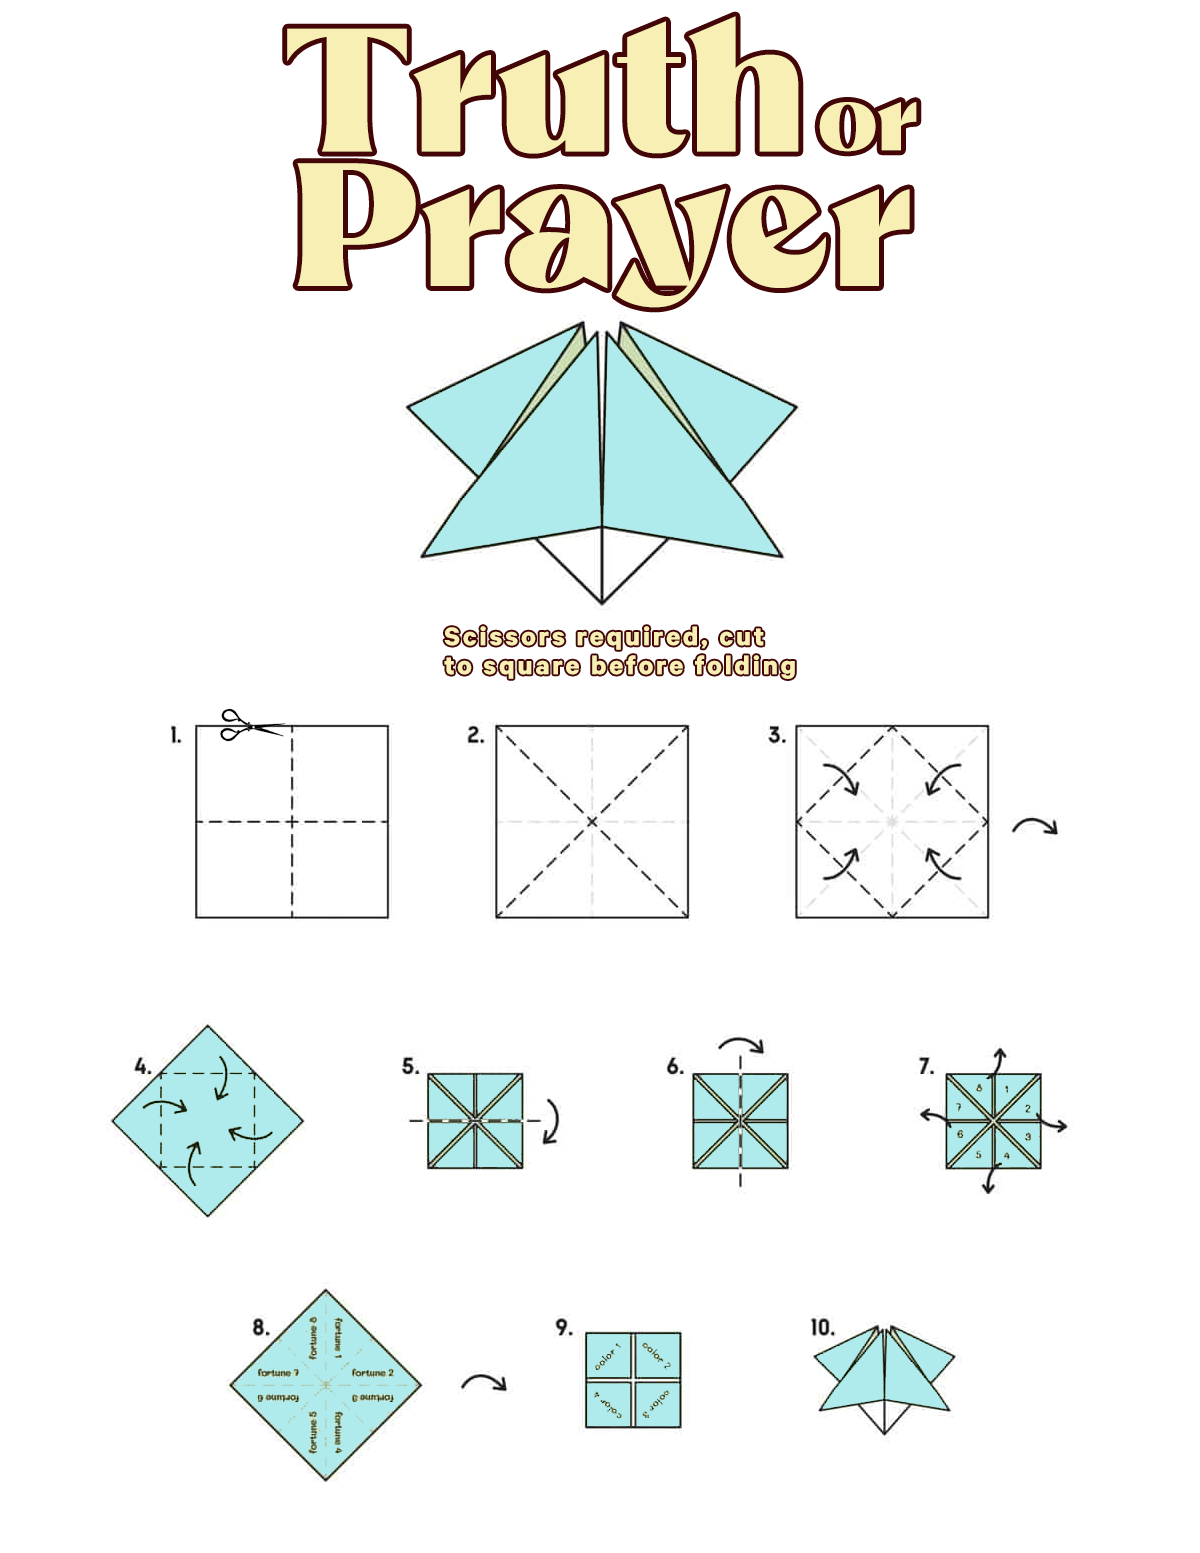 Truth or
Prayer
Scissors required, cut
to square before folding
1.
2.
3.
4.
5.
6.
7.
8
1
7
2
6
3
5
4
8.
fortune 8
fortune 1
fortune 7
fortune 2
fortune 6
fortune 3
fortune 5
fortune 4
9.
color 1
color 2
color 4
color 3
10.